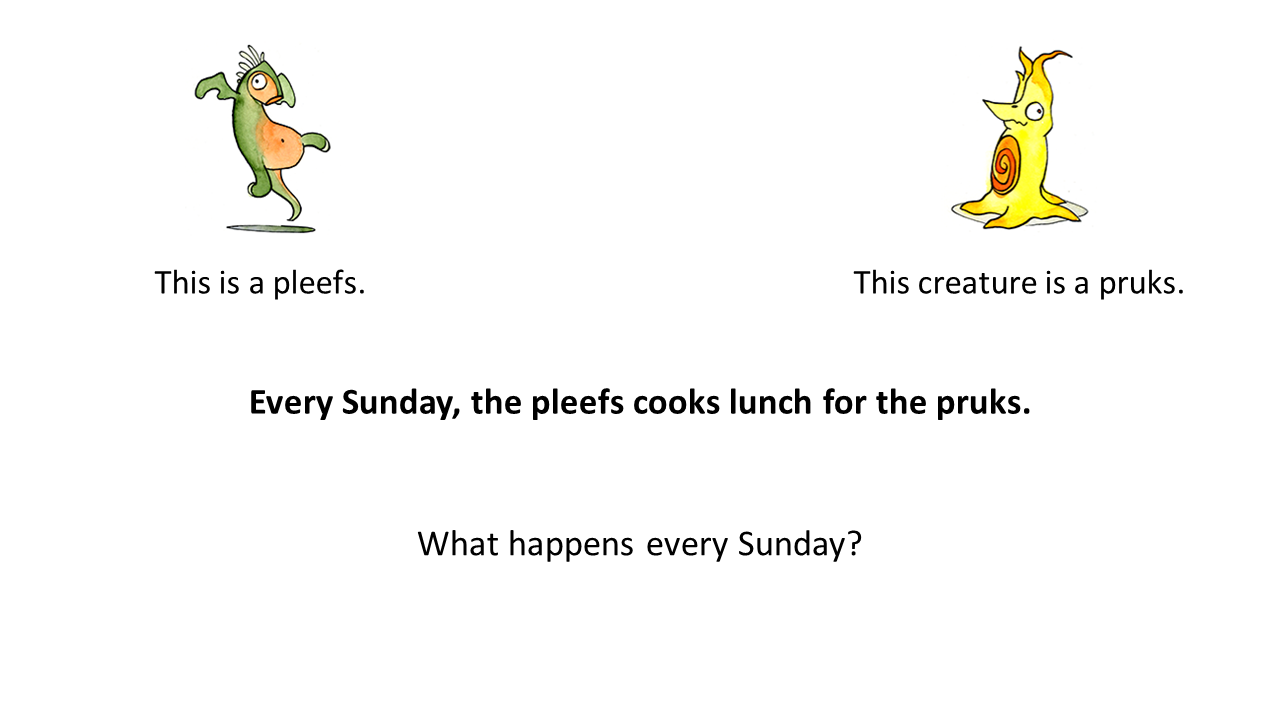 This is a pleefs.
This creature is a pruks.
Every Sunday, the pleefs cooks lunch for the pruks.
What happens every Sunday?